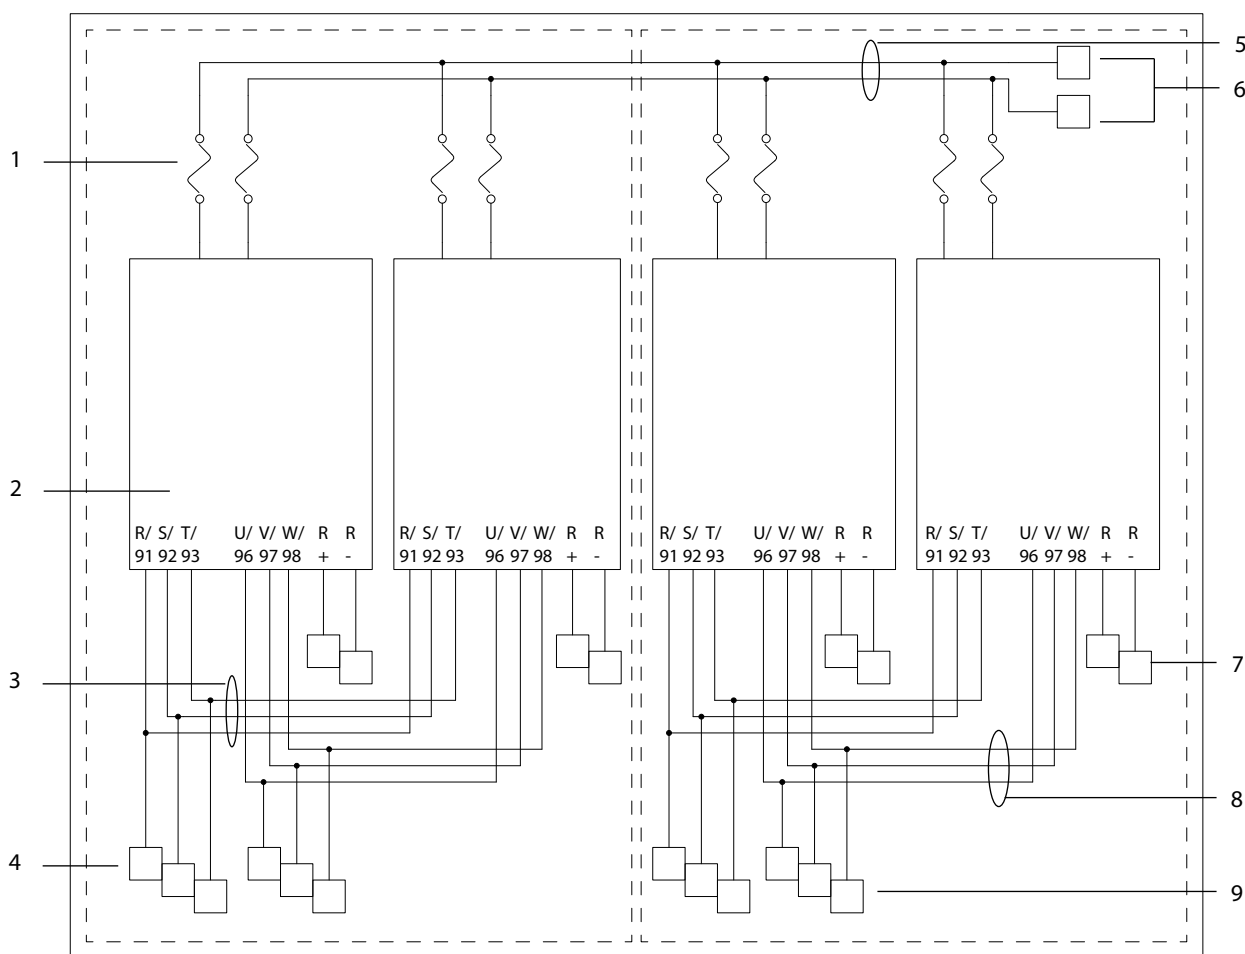 5
6
1
2
R/ S/ T/ U/ V/ W/ R R
91 92 93 96 97 98 + -
R/ S/ T/ U/ V/ W/ R R
91 92 93 96 97 98 + -
R/ S/ T/ U/ V/ W/ R R
91 92 93 96 97 98 + -
R/ S/ T/ U/ V/ W/ R R
91 92 93 96 97 98 + -
7
3
8
4
9